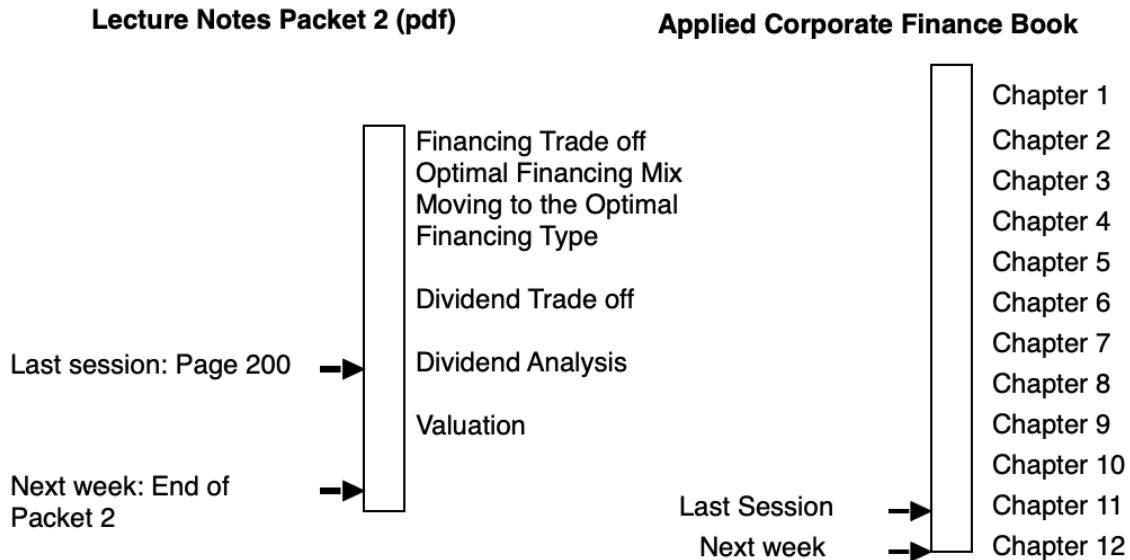 Lecture Notes Packet 2 (pdf)
Financing Trade off
Optimal Financing Mix
Moving to the Optimal
Financing Type
Dividend Trade off
Last session: Page 200
Dividend Analysis
Valuation
Next week: End of
Packet 2
Applied Corporate Finance Book
Chapter 1
Chapter 2
Chapter 3
Chapter 4
Chapter 5
Chapter 6
Chapter 7
Chapter 8
Chapter 9
Chapter 10
Last Session
Chapter 11
Next week
Chapter 12